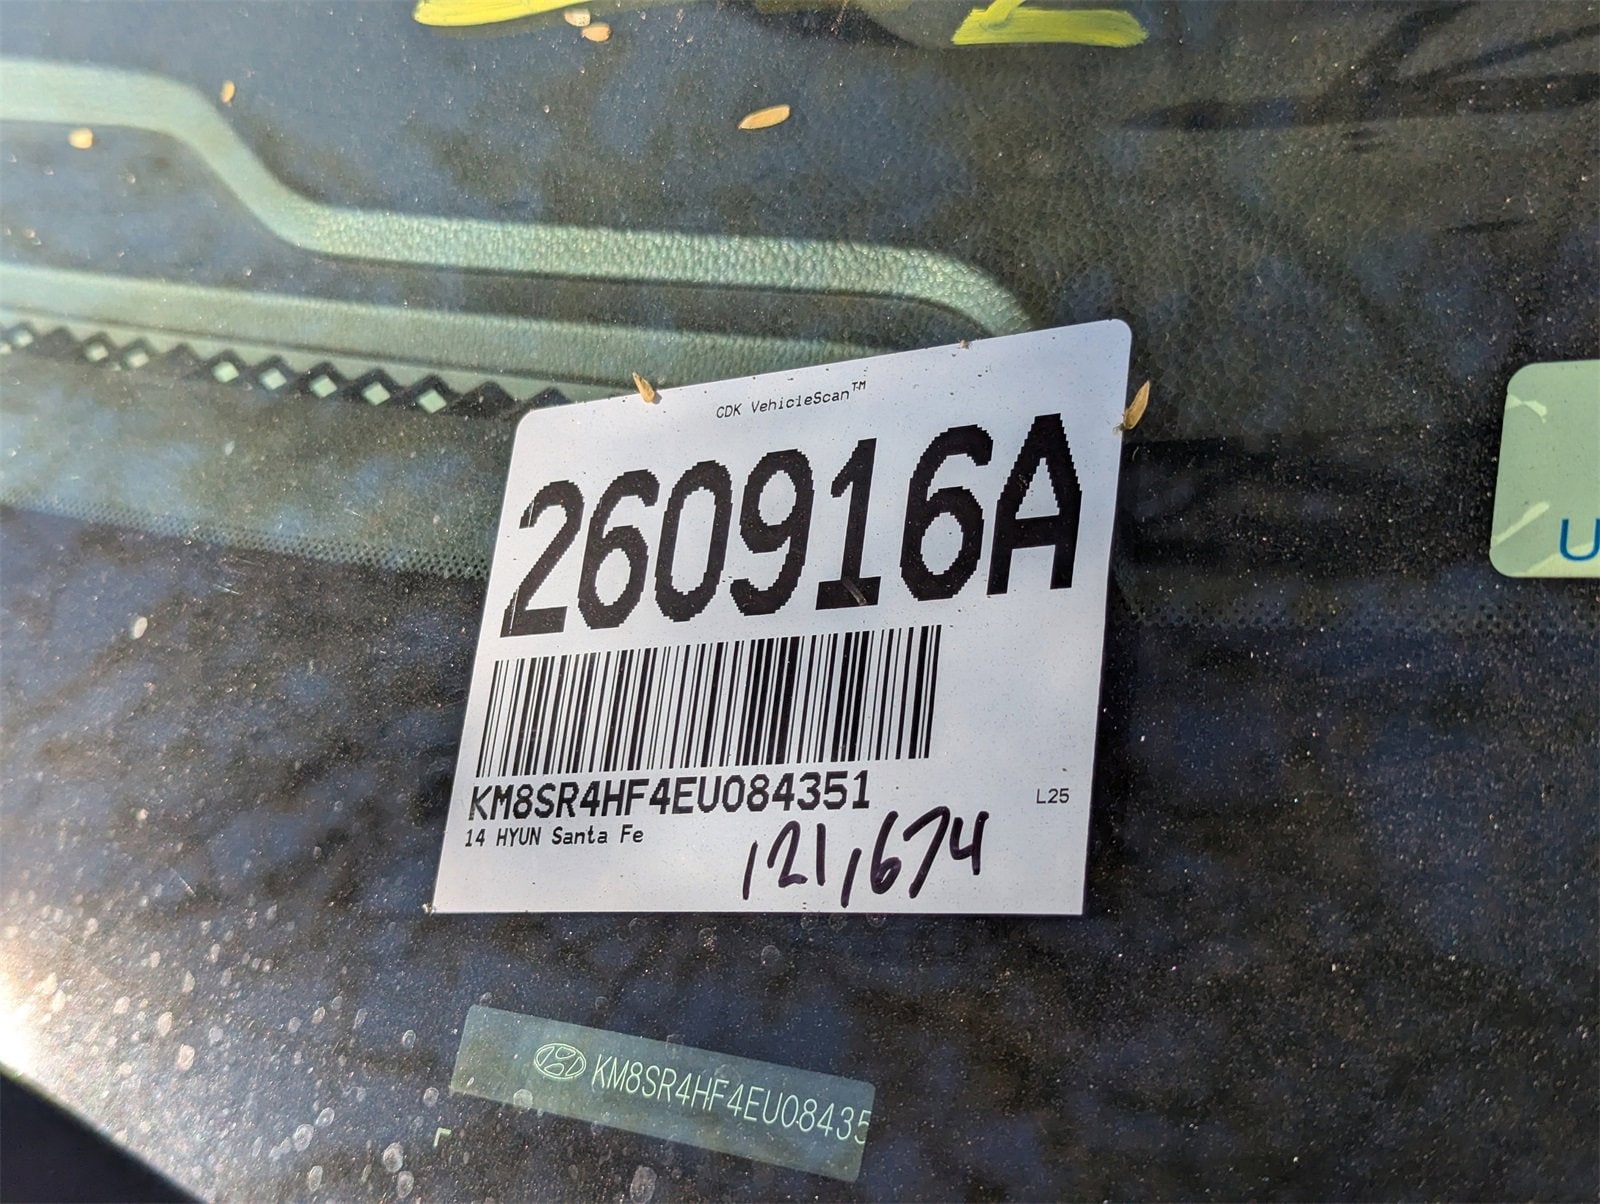 CDK VehicleScan™
260916A
KM8SR4HF4EU084351
14 HYUN Santa Fe
L25
121,674
KM8SR4HF4EU08435
U